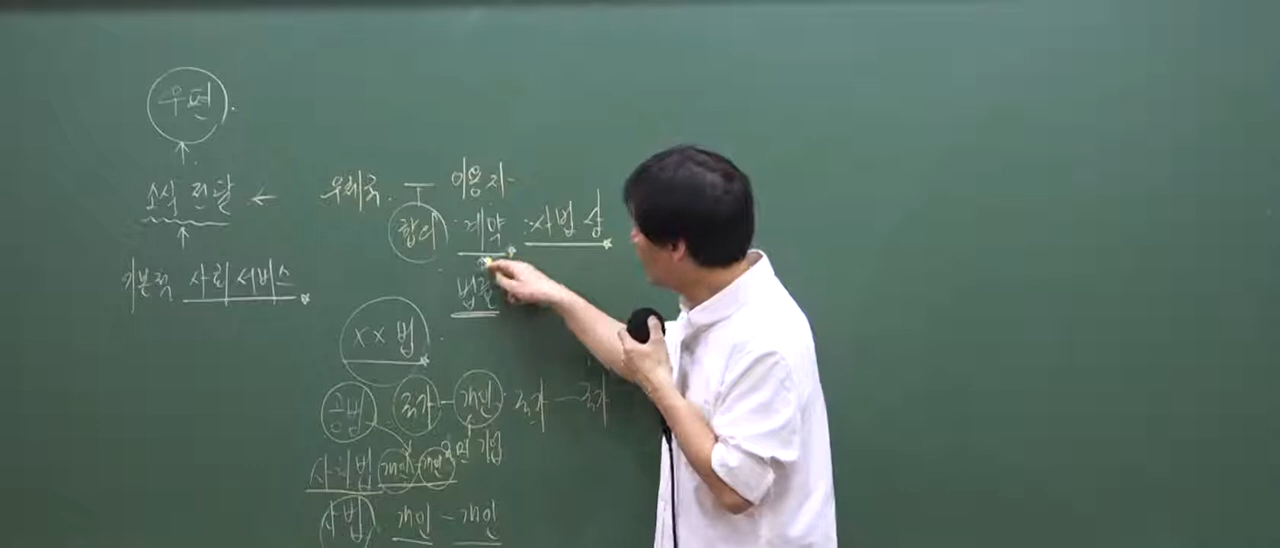 우편
소식 전달 ← 우체국 - 이용자
합의 계약 : 사법상
기본적 사회서비스
법률
xx법
공법 국가 - 개인 국가 - 국가
사회법 개인 - 개인 국민 기업
사법 개인 - 개인